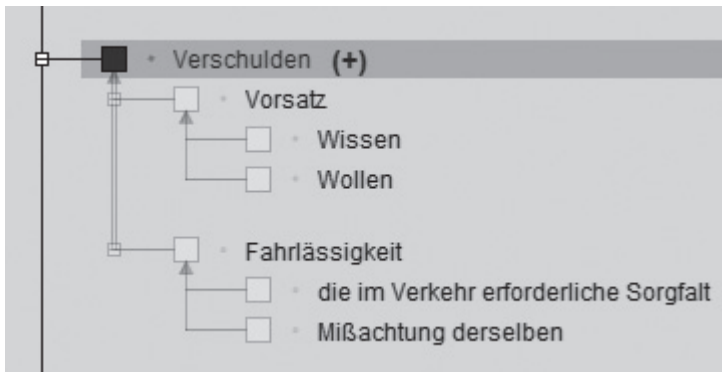 Verschulden (+)
Vorsatz
Wissen
Wollen
Fahrlässigkeit
die im Verkehr erforderliche Sorgfalt
Mißachtung derselben